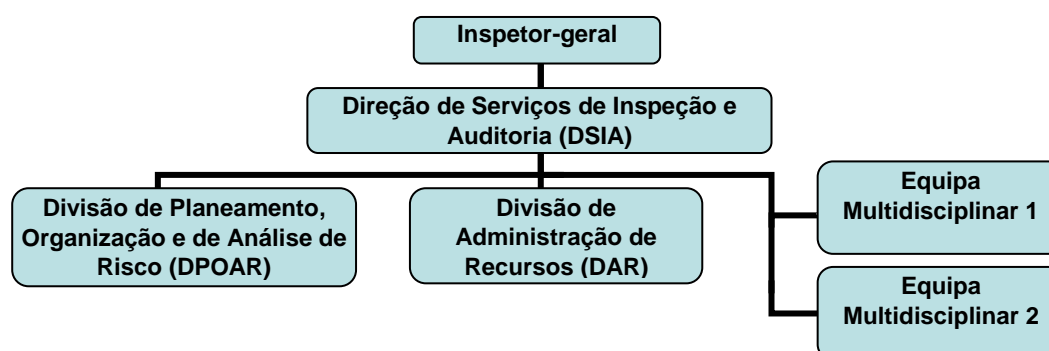 Inspetor-geral
Direção de Serviços de Inspeção e
Auditoria (DSIA)
Divisão de Planeamento,
Organização e de Análise de
Risco (DPOAR)
Divisão de
Administração de
Recursos (DAR)
Equipa
Multidisciplinar 1
Equipa
Multidisciplinar 2